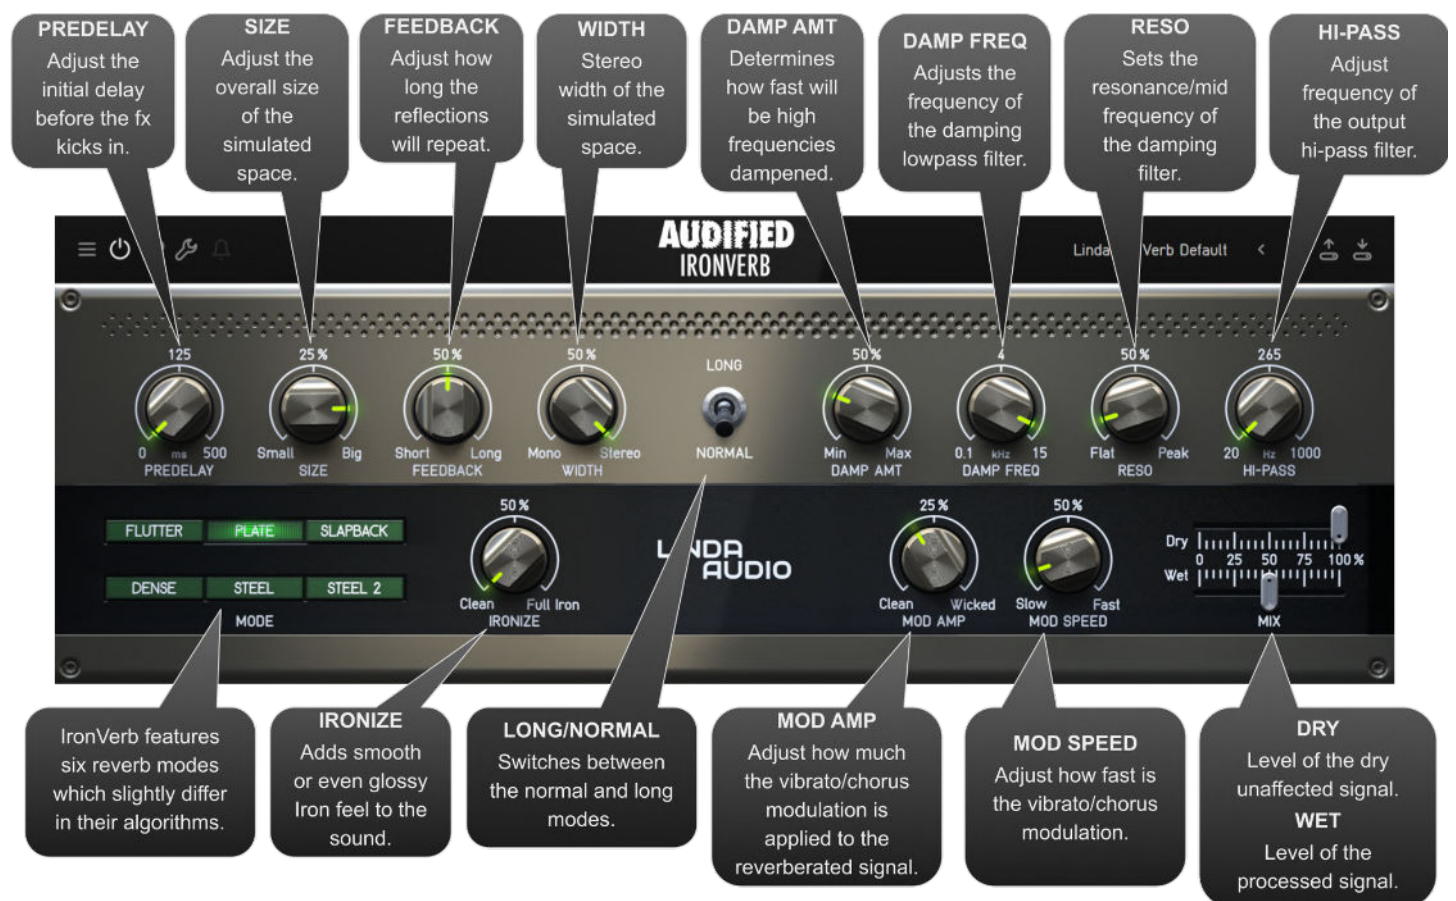 PREDELAY
Adjust the
initial delay
before the fx
kicks in.
SIZE
Adjust the
overall size
of the
simulated
space.
FEEDBACK
Adjust how
long the
reflections
will repeat.
WIDTH
Stereo
width of the
simulated
space.
DAMP AMT
Determines
how fast will
be high
frequencies
dampened.
DAMP FREQ
Adjusts the
frequency of
the damping
lowpass filter.
RESO
Sets the
resonance/mid
frequency of
the damping
filter.
HI-PASS
Adjust
frequency of
the output
hi-pass filter.
AUDIFIED
IRONVERB
Linda Verb Default
125
0 ms 500
PREDELAY
25 %
Small Big
SIZE
50 %
Short Long
FEEDBACK
50 %
Mono Stereo
WIDTH
LONG
NORMAL
50 %
Min Max
DAMP AMT
4
0.1 kHz 15
DAMP FREQ
50 %
Flat Peak
RESO
265
20 Hz 1000
HI-PASS
FLUTTER PLATE SLAPBACK
DENSE STEEL STEEL 2
MODE
50 %
Clean Full Iron
IRONIZE
LINDA
AUDIO
25 %
Clean Wicked
MOD AMP
50 %
Slow Fast
MOD SPEED
Dry
0 25 50 75 100 %
Wet
MIX
IronVerb features
six reverb modes
which slightly differ
in their algorithms.
IRONIZE
Adds smooth
or even glossy
Iron feel to the
sound.
LONG/NORMAL
Switches between
the normal and long
modes.
MOD AMP
Adjust how much
the vibrato/chorus
modulation is
applied to the
reverberated signal.
MOD SPEED
Adjust how fast is
the vibrato/chorus
modulation.
DRY
Level of the dry
unaffected signal.
WET
Level of the
processed signal.